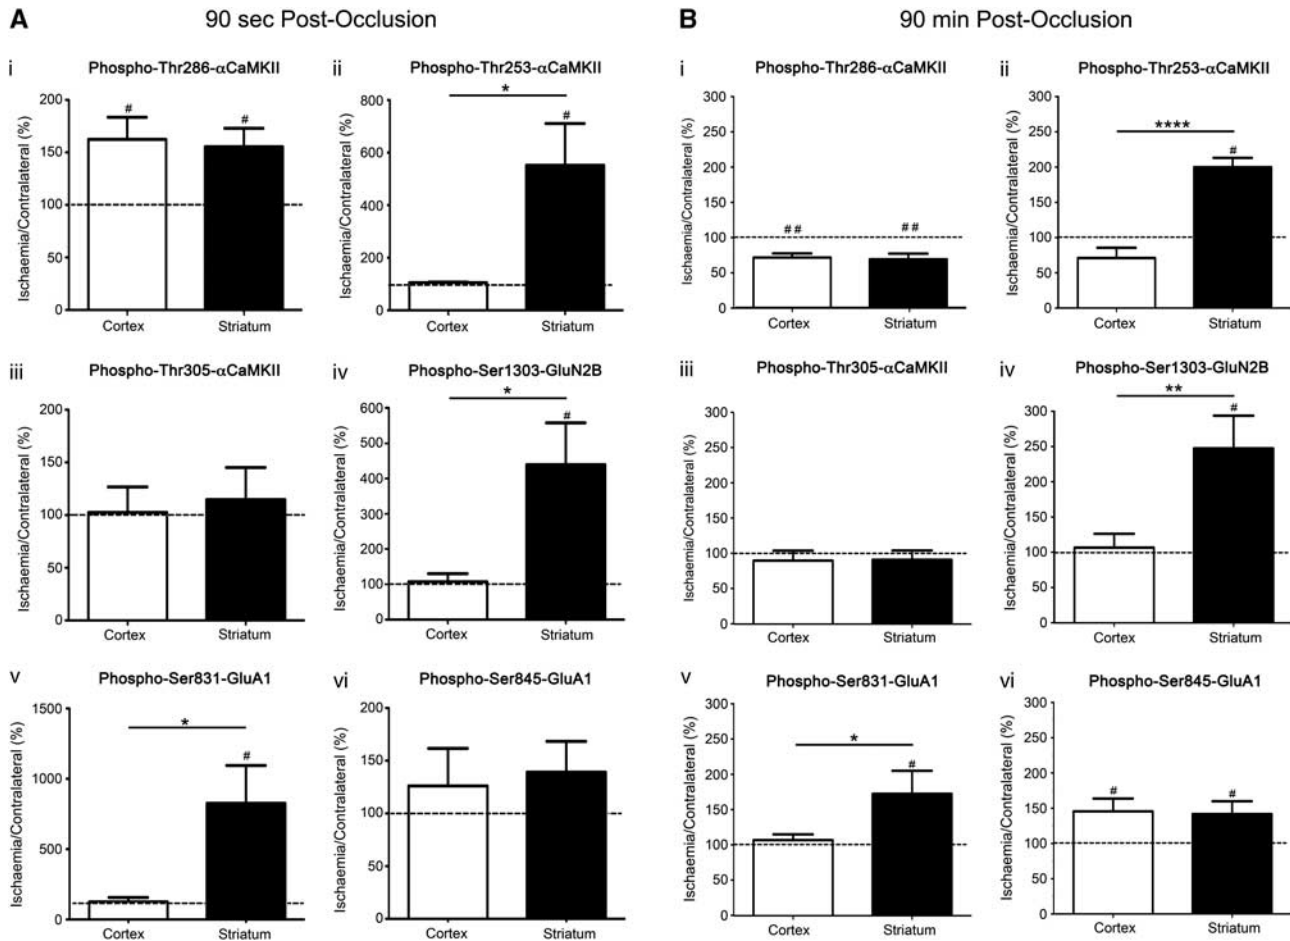 A 90 sec Post-Occlusion
i Phospho-Thr286-αCaMKII
Ischaemia/Contralateral (%)
200
150
100
50
0
# #
Cortex Striatum
ii Phospho-Thr253-αCaMKII
Ischaemia/Contralateral (%)
800
600
400
200
0
*
#
Cortex Striatum
iii Phospho-Thr305-αCaMKII
Ischaemia/Contralateral (%)
200
150
100
50
0
Cortex Striatum
iv Phospho-Ser1303-GluN2B
Ischaemia/Contralateral (%)
600
500
400
300
200
100
0
*
#
Cortex Striatum
v Phospho-Ser831-GluA1
Ischaemia/Contralateral (%)
1500
1000
500
0
*
#
Cortex Striatum
vi Phospho-Ser845-GluA1
Ischaemia/Contralateral (%)
200
150
100
50
0
Cortex Striatum
B 90 min Post-Occlusion
i Phospho-Thr286-αCaMKII
Ischaemia/Contralateral (%)
300
250
200
150
100
50
0
## ##
Cortex Striatum
ii Phospho-Thr253-αCaMKII
Ischaemia/Contralateral (%)
300
250
200
150
100
50
0
****
#
Cortex Striatum
iii Phospho-Thr305-αCaMKII
Ischaemia/Contralateral (%)
300
250
200
150
100
50
0
Cortex Striatum
iv Phospho-Ser1303-GluN2B
Ischaemia/Contralateral (%)
300
250
200
150
100
50
0
**
#
Cortex Striatum
v Phospho-Ser831-GluA1
Ischaemia/Contralateral (%)
300
250
200
150
100
50
0
*
#
Cortex Striatum
vi Phospho-Ser845-GluA1
Ischaemia/Contralateral (%)
300
250
200
150
100
50
0
# #
Cortex Striatum